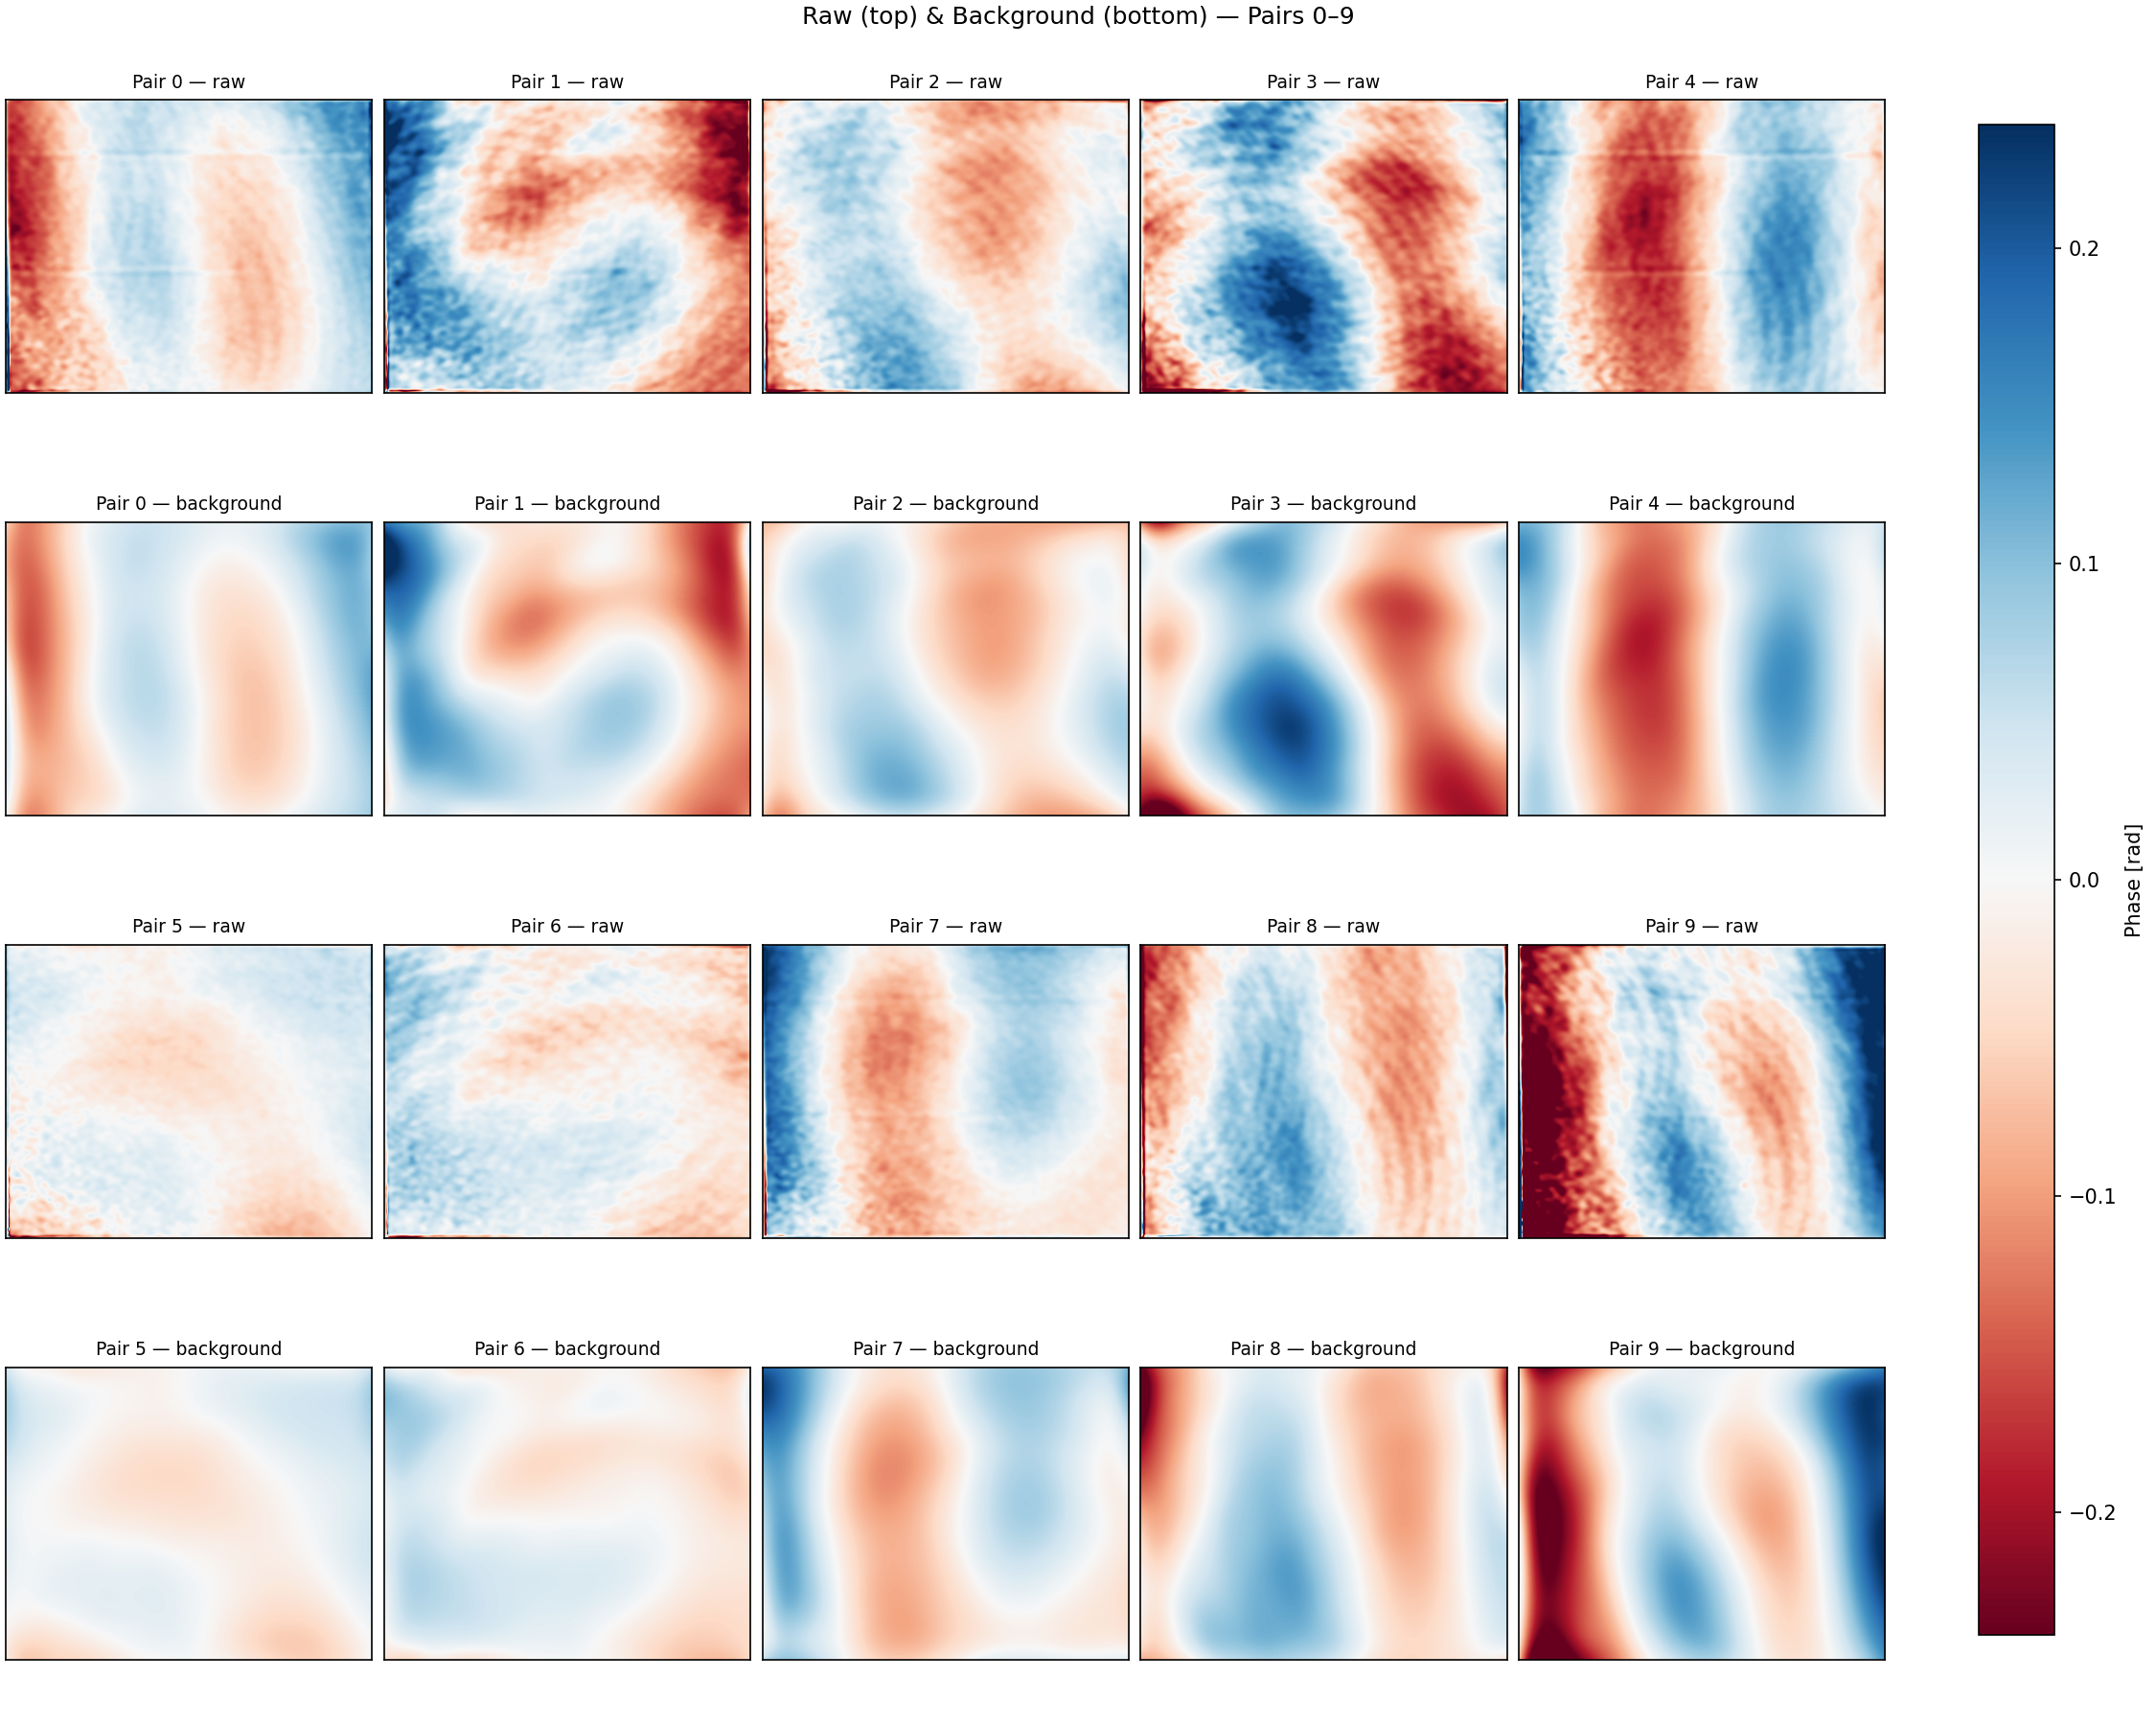 Raw (top) & Background (bottom) — Pairs 0–9
Pair 0 — raw
Pair 1 — raw
Pair 2 — raw
Pair 3 — raw
Pair 4 — raw
Pair 0 — background
Pair 1 — background
Pair 2 — background
Pair 3 — background
Pair 4 — background
Pair 5 — raw
Pair 6 — raw
Pair 7 — raw
Pair 8 — raw
Pair 9 — raw
Pair 5 — background
Pair 6 — background
Pair 7 — background
Pair 8 — background
Pair 9 — background
0.2
0.1
0.0
−0.1
−0.2
Phase [rad]